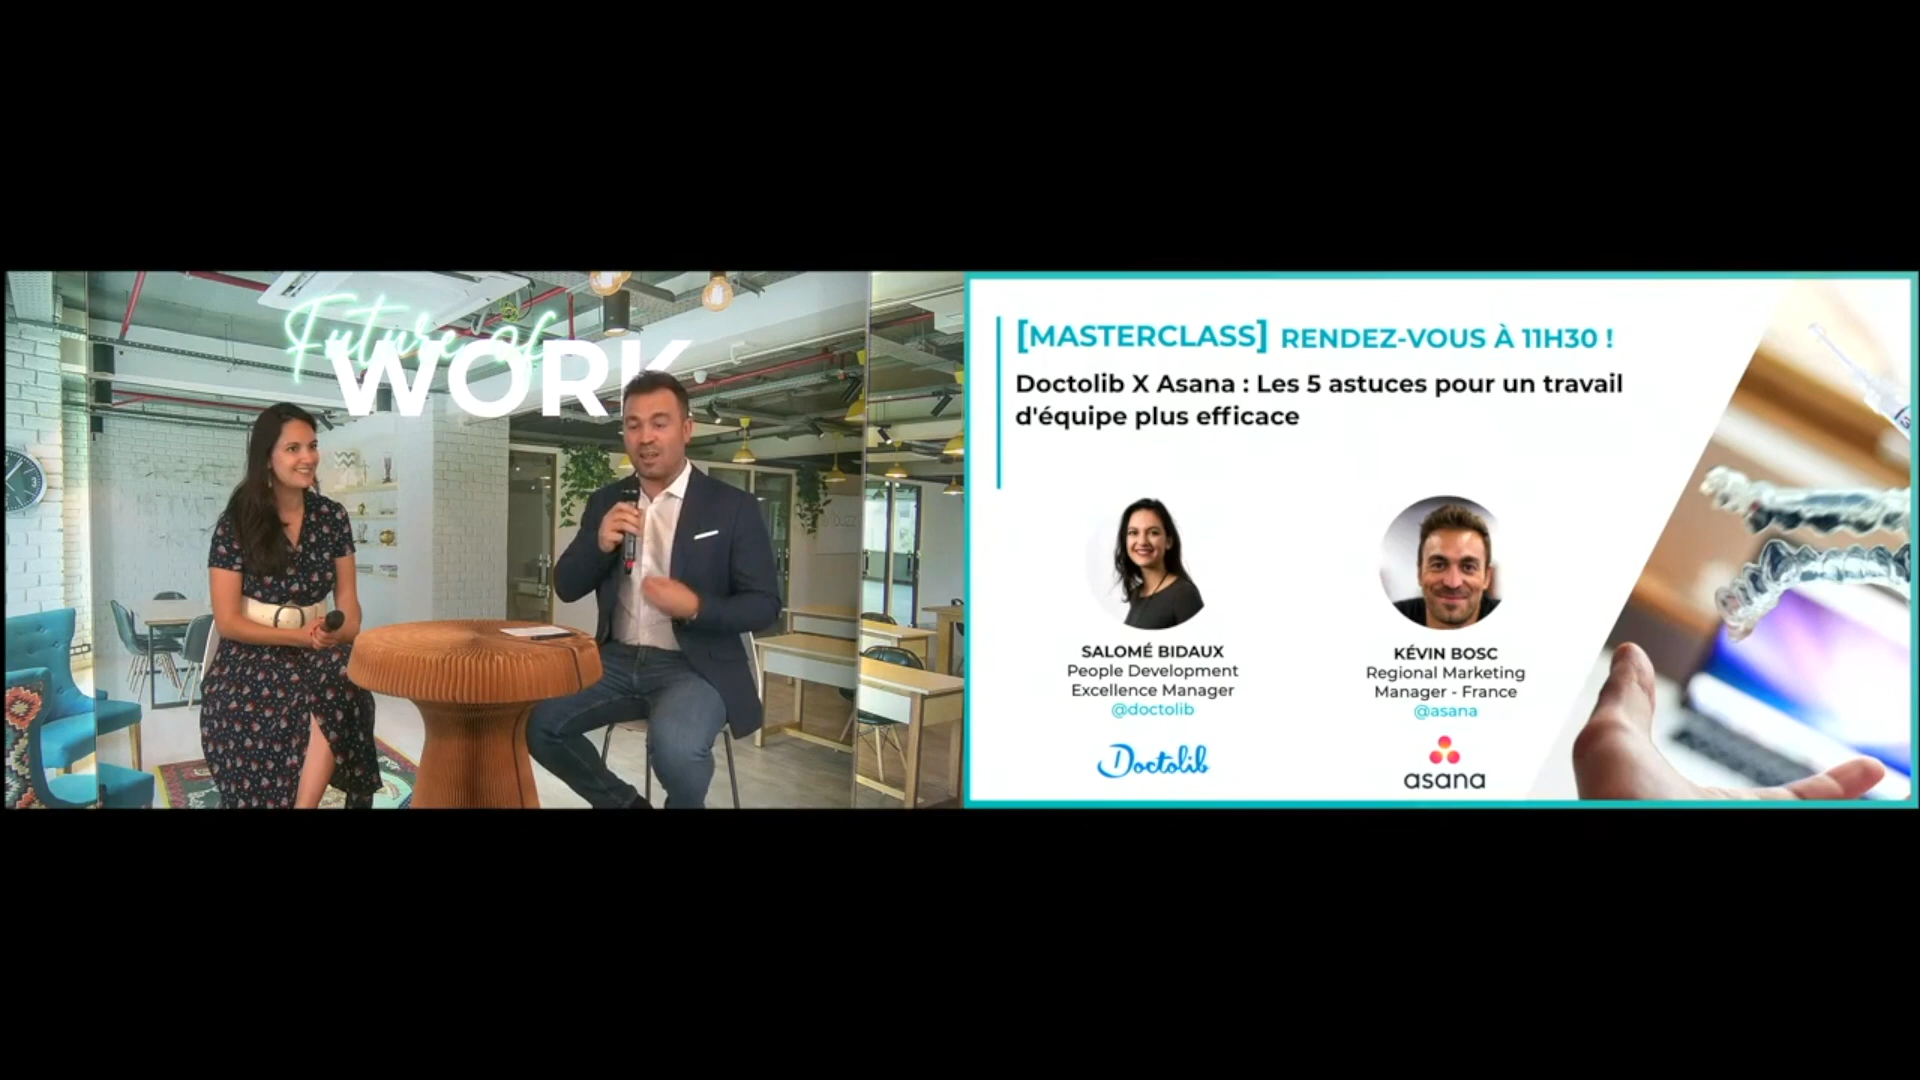 Future of
WORK
[MASTERCLASS] RENDEZ-VOUS À 11H30 !
Doctolib X Asana : Les 5 astuces pour un travail
d'équipe plus efficace
SALOMÉ BIDAUX
People Development
Excellence Manager
@doctolib
Doctolib
KÉVIN BOSC
Regional Marketing
Manager - France
@asana
asana